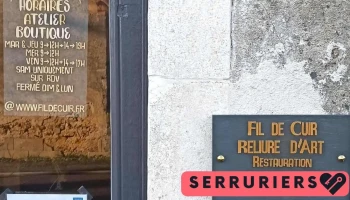 HORAIRES
ATELIER
BOUTIQUE
MAR & JEU 9→12H+14→19H
MER 9→12H
VEN 9→12H+14→17H
SAM UNIQUEMENT
SUR RDV
FERMÉ DIM & LUN
@WWW.FILDECUIR.FR
FIL DE CUIR
RELIURE D'ART
RESTAURATION
SERRURIERS